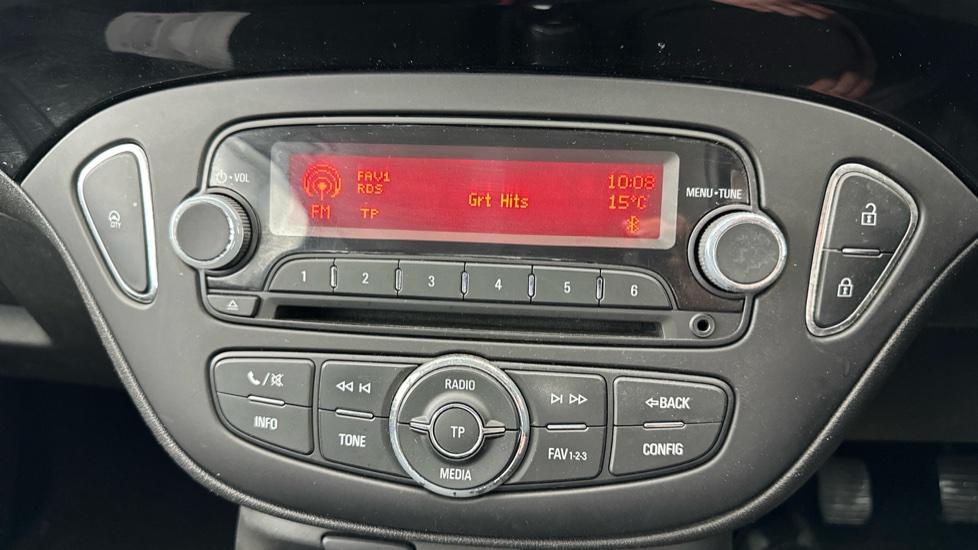 VOL
FAV1
RDS
FM
TP
Grt Hits
10:08
15°C
MENU•TUNE
CITY
1 2 3 4 5 6
RADIO
INFO
TONE
TP
MEDIA
FAV1-2-3
BACK
CONFIG